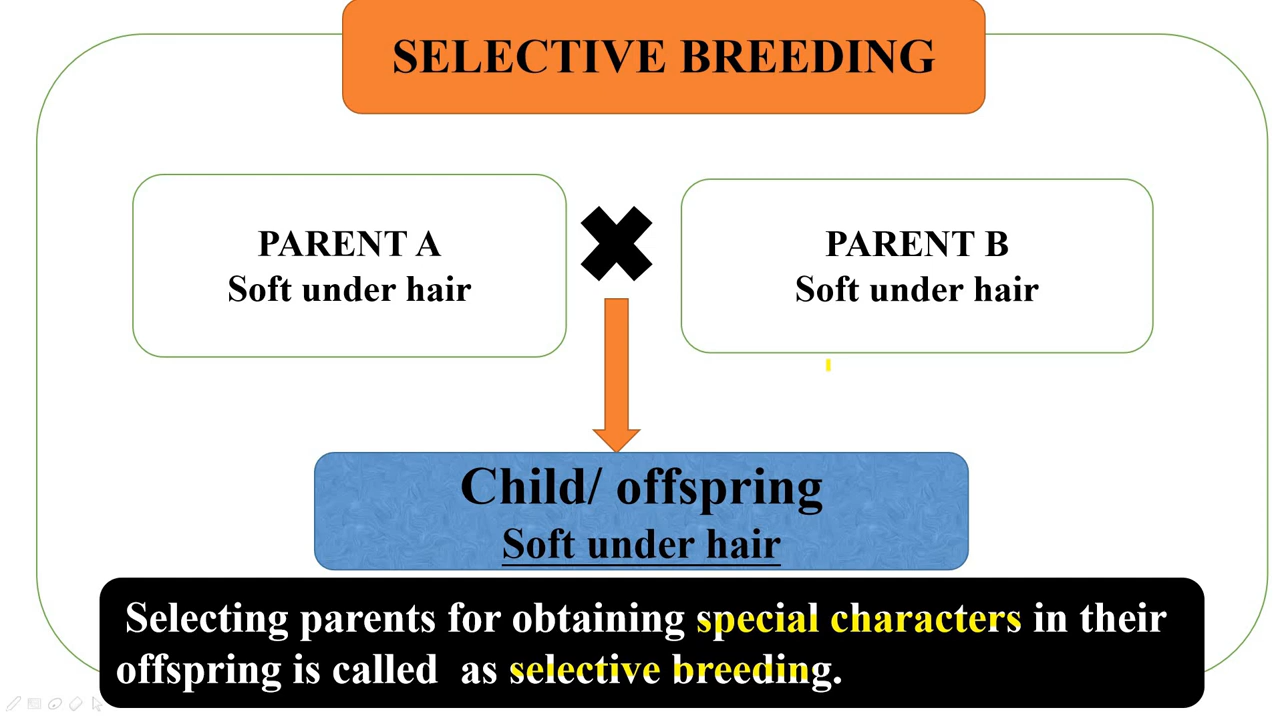 SELECTIVE BREEDING
PARENT A
Soft under hair
PARENT B
Soft under hair
Child/ offspring
Soft under hair
Selecting parents for obtaining special characters in their
offspring is called  as selective breeding.